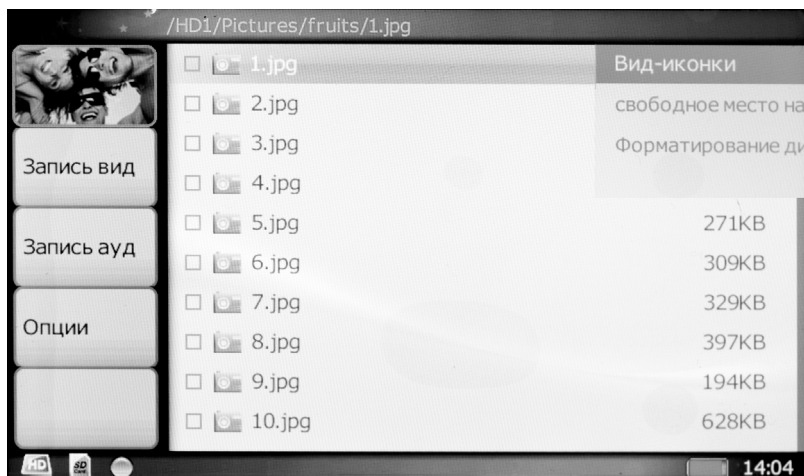 /HD1/Pictures/fruits/1.jpg
1.jpg
Вид-иконки
2.jpg
свободное место на
3.jpg
Форматирование ди
Запись вид
4.jpg
5.jpg 271KB
Запись ауд
6.jpg 309KB
7.jpg 329KB
Опции
8.jpg 397KB
9.jpg 194KB
10.jpg 628KB
HD
SD
14:04